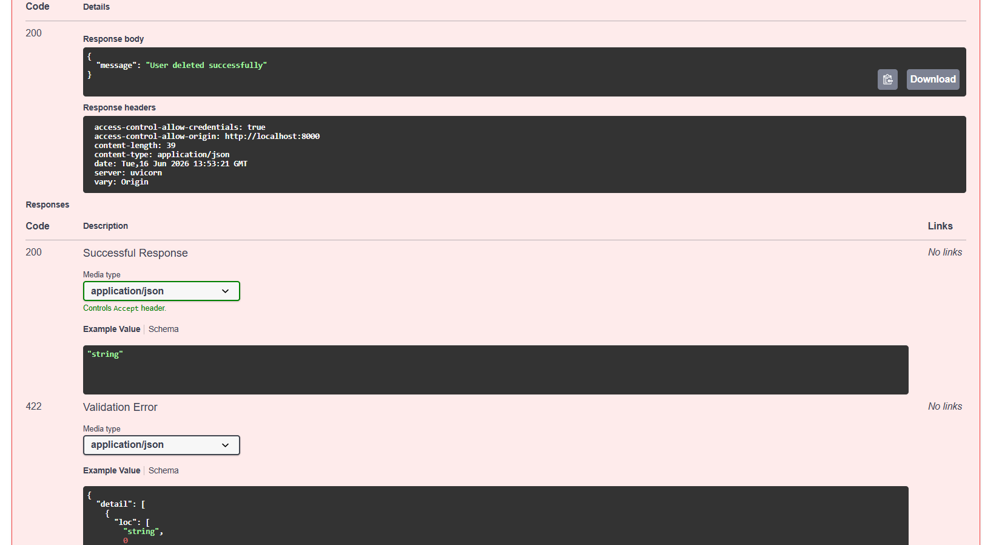 Code Details
200
Response body
{
"message": "User deleted successfully"
}
Download
Response headers
access-control-allow-credentials: true
access-control-allow-origin: http://localhost:8000
content-length: 39
content-type: application/json
date: Tue,16 Jun 2026 13:53:21 GMT
server: uvicorn
vary: Origin
Responses
Code Description Links
200 Successful Response No links
Media type
application/json
Controls Accept header.
Example Value Schema
"string"
422 Validation Error No links
Media type
application/json
Example Value Schema
{
"detail": [
{
"loc": [
"string",
0